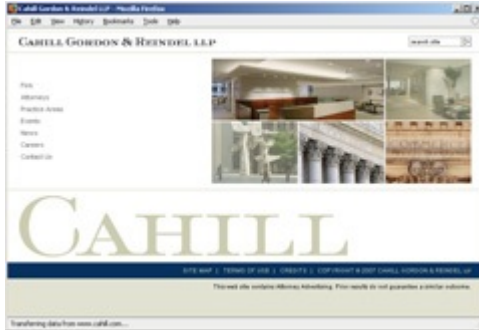 Cahill Gordon & Reindel LLP - Mozilla Firefox
File Edit View History Bookmarks Tools Help
CAHILL GORDON & REINDEL LLP
search site
Firm
Attorneys
Practice Areas
Events
News
Careers
Contact Us
CAHILL
SITE MAP | TERMS OF USE | CREDITS | COPYRIGHT © 2007 CAHILL GORDON & REINDEL LLP
This web site contains Attorney Advertising. Prior results do not guarantee a similar outcome.
Transferring data from www.cahill.com...